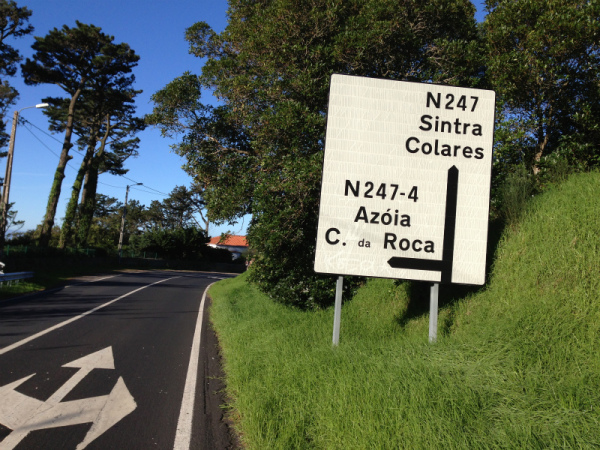 N247
Sintra
Colares
N247-4
Azóia
C. da Roca